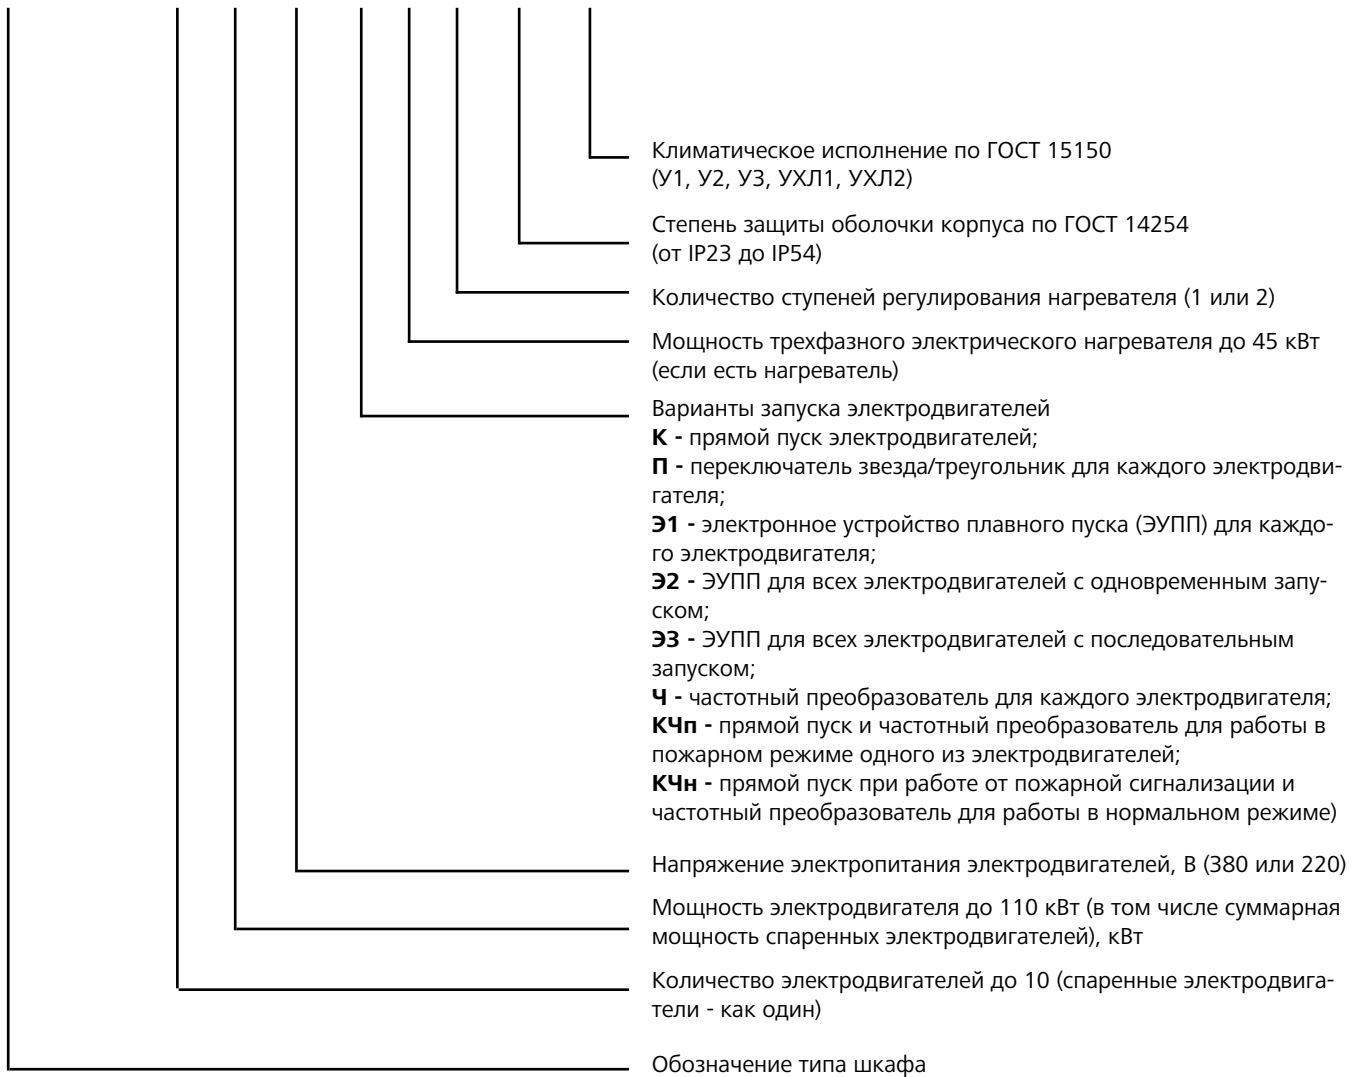 Климатическое исполнение по ГОСТ 15150
(У1, У2, У3, УХЛ1, УХЛ2)
Степень защиты оболочки корпуса по ГОСТ 14254
(от IP23 до IP54)
Количество ступеней регулирования нагревателя (1 или 2)
Мощность трехфазного электрического нагревателя до 45 кВт
(если есть нагреватель)
Варианты запуска электродвигателей
К - прямой пуск электродвигателей;
П - переключатель звезда/треугольник для каждого электродви-
гателя;
Э1 - электронное устройство плавного пуска (ЭУПП) для каждо-
го электродвигателя;
Э2 - ЭУПП для всех электродвигателей с одновременным запу-
ском;
Э3 - ЭУПП для всех электродвигателей с последовательным
запуском;
Ч - частотный преобразователь для каждого электродвигателя;
КЧп - прямой пуск и частотный преобразователь для работы в
пожарном режиме одного из электродвигателей;
КЧн - прямой пуск при работе от пожарной сигнализации и
частотный преобразователь для работы в нормальном режиме)
Напряжение электропитания электродвигателей, В (380 или 220)
Мощность электродвигателя до 110 кВт (в том числе суммарная
мощность спаренных электродвигателей), кВт
Количество электродвигателей до 10 (спаренные электродвига-
тели - как один)
Обозначение типа шкафа